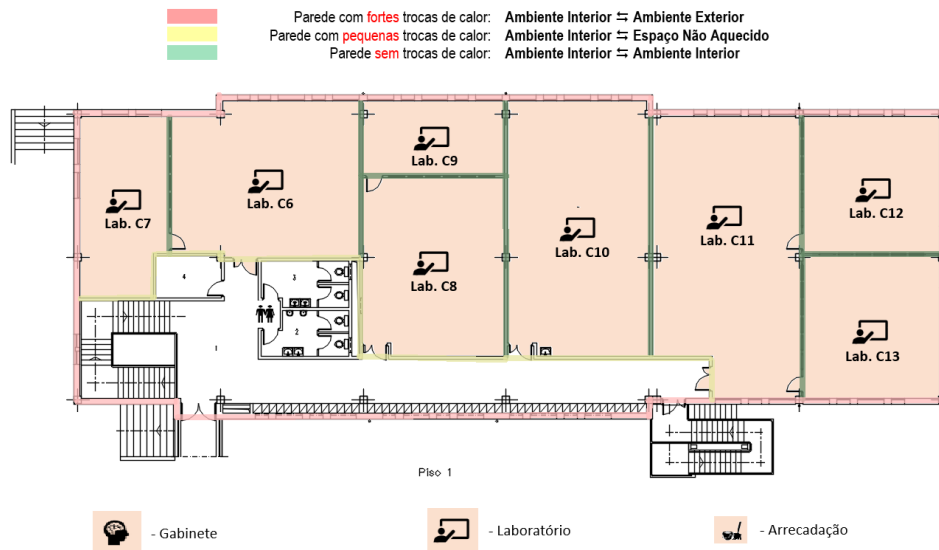 Parede com fortes trocas de calor: Ambiente Interior ⇆ Ambiente Exterior
Parede com pequenas trocas de calor: Ambiente Interior ⇆ Espaço Não Aquecido
Parede sem trocas de calor: Ambiente Interior ⇆ Ambiente Interior
Lab. C9
Lab. C6
Lab. C7
Lab. C12
Lab. C11
Lab. C10
Lab. C8
4
3
2
1
Lab. C13
Piso 1
- Gabinete
- Laboratório
- Arrecadação